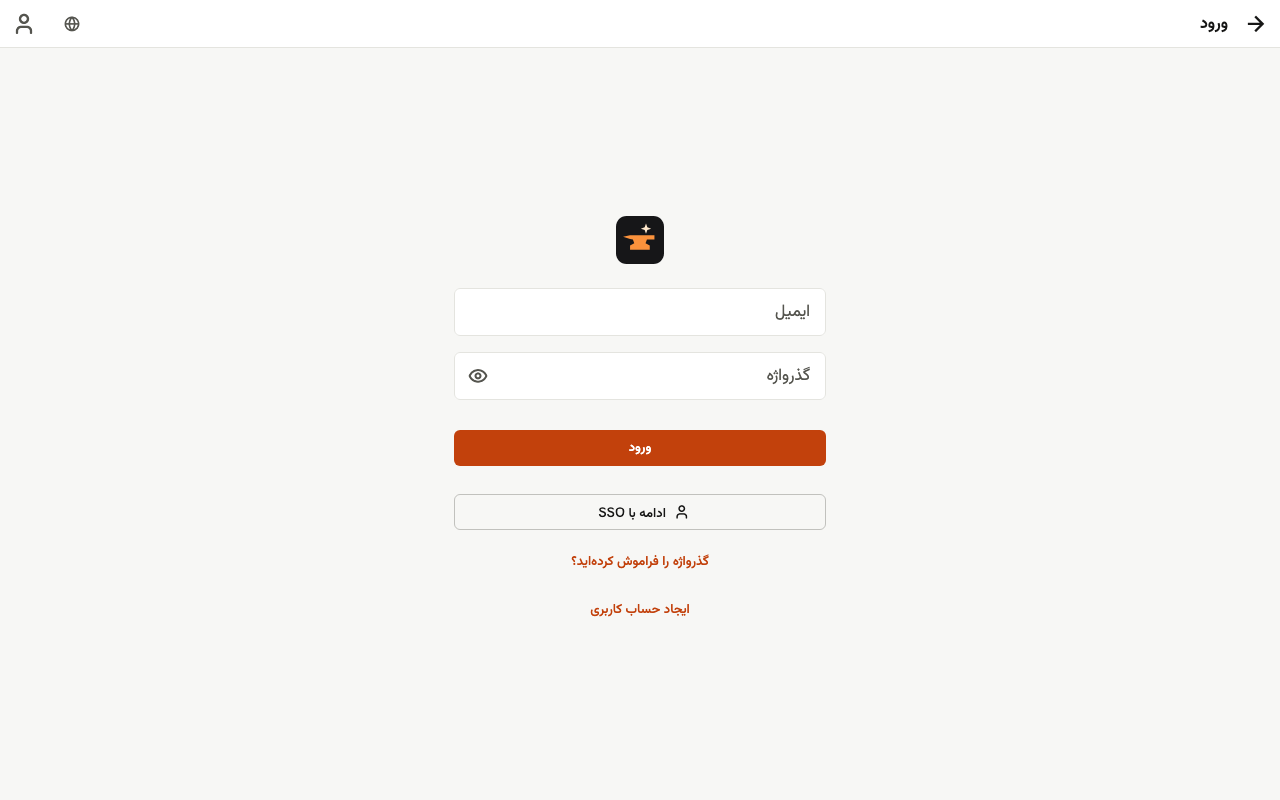 ورود
ایمیل
گذرواژه
ورود
ادامه با SSO
گذرواژه را فراموش کرده‌اید؟
ایجاد حساب کاربری